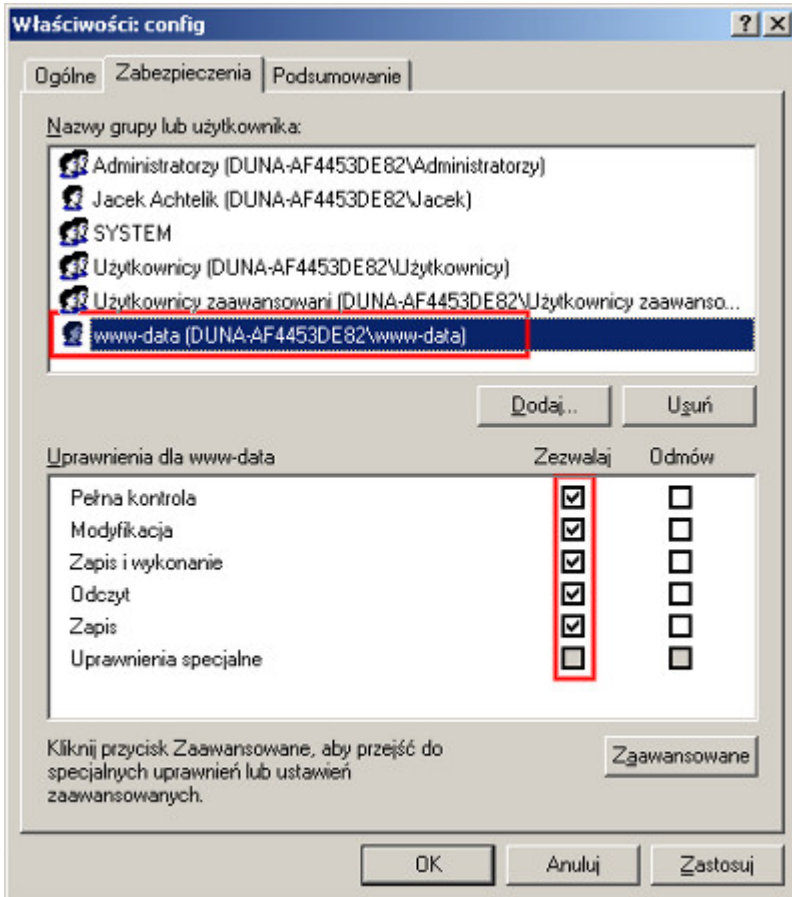 Właściwości: config
Ogólne Zabezpieczenia Podsumowanie
Nazwy grupy lub użytkownika:
Administratorzy (DUNA-AF4453DE82\Administratorzy)
Jacek Achtelik (DUNA-AF4453DE82\Jacek)
SYSTEM
Użytkownicy (DUNA-AF4453DE82\Użytkownicy)
Użytkownicy zaawansowani (DUNA-AF4453DE82\Użytkownicy zaawanso...
www-data (DUNA-AF4453DE82\www-data)
Dodaj... Usuń
Uprawnienia dla www-data Zezwalaj Odmów
Pełna kontrola
Modyfikacja
Zapis i wykonanie
Odczyt
Zapis
Uprawnienia specjalne
Kliknij przycisk Zaawansowane, aby przejść do
specjalnych uprawnień lub ustawień
zaawansowanych.
Zaawansowane
OK Anuluj Zastosuj